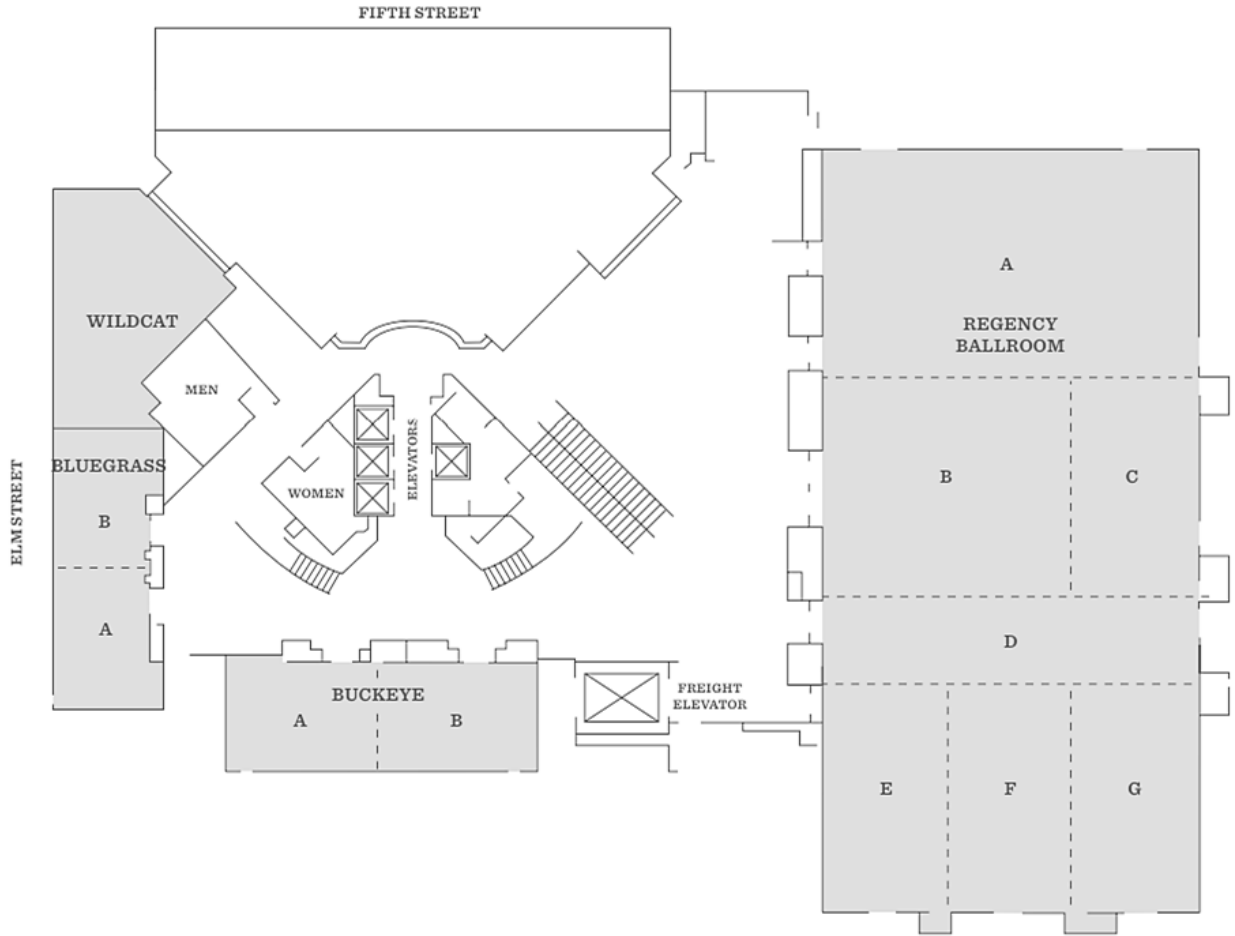 FIFTH STREET
A
REGENCY
BALLROOM
WILDCAT
MEN
ELEVATORS
BLUEGRASS
B
C
WOMEN
ELM STREET
B
A
D
BUCKEYE
A
B
FREIGHT
ELEVATOR
E
F
G